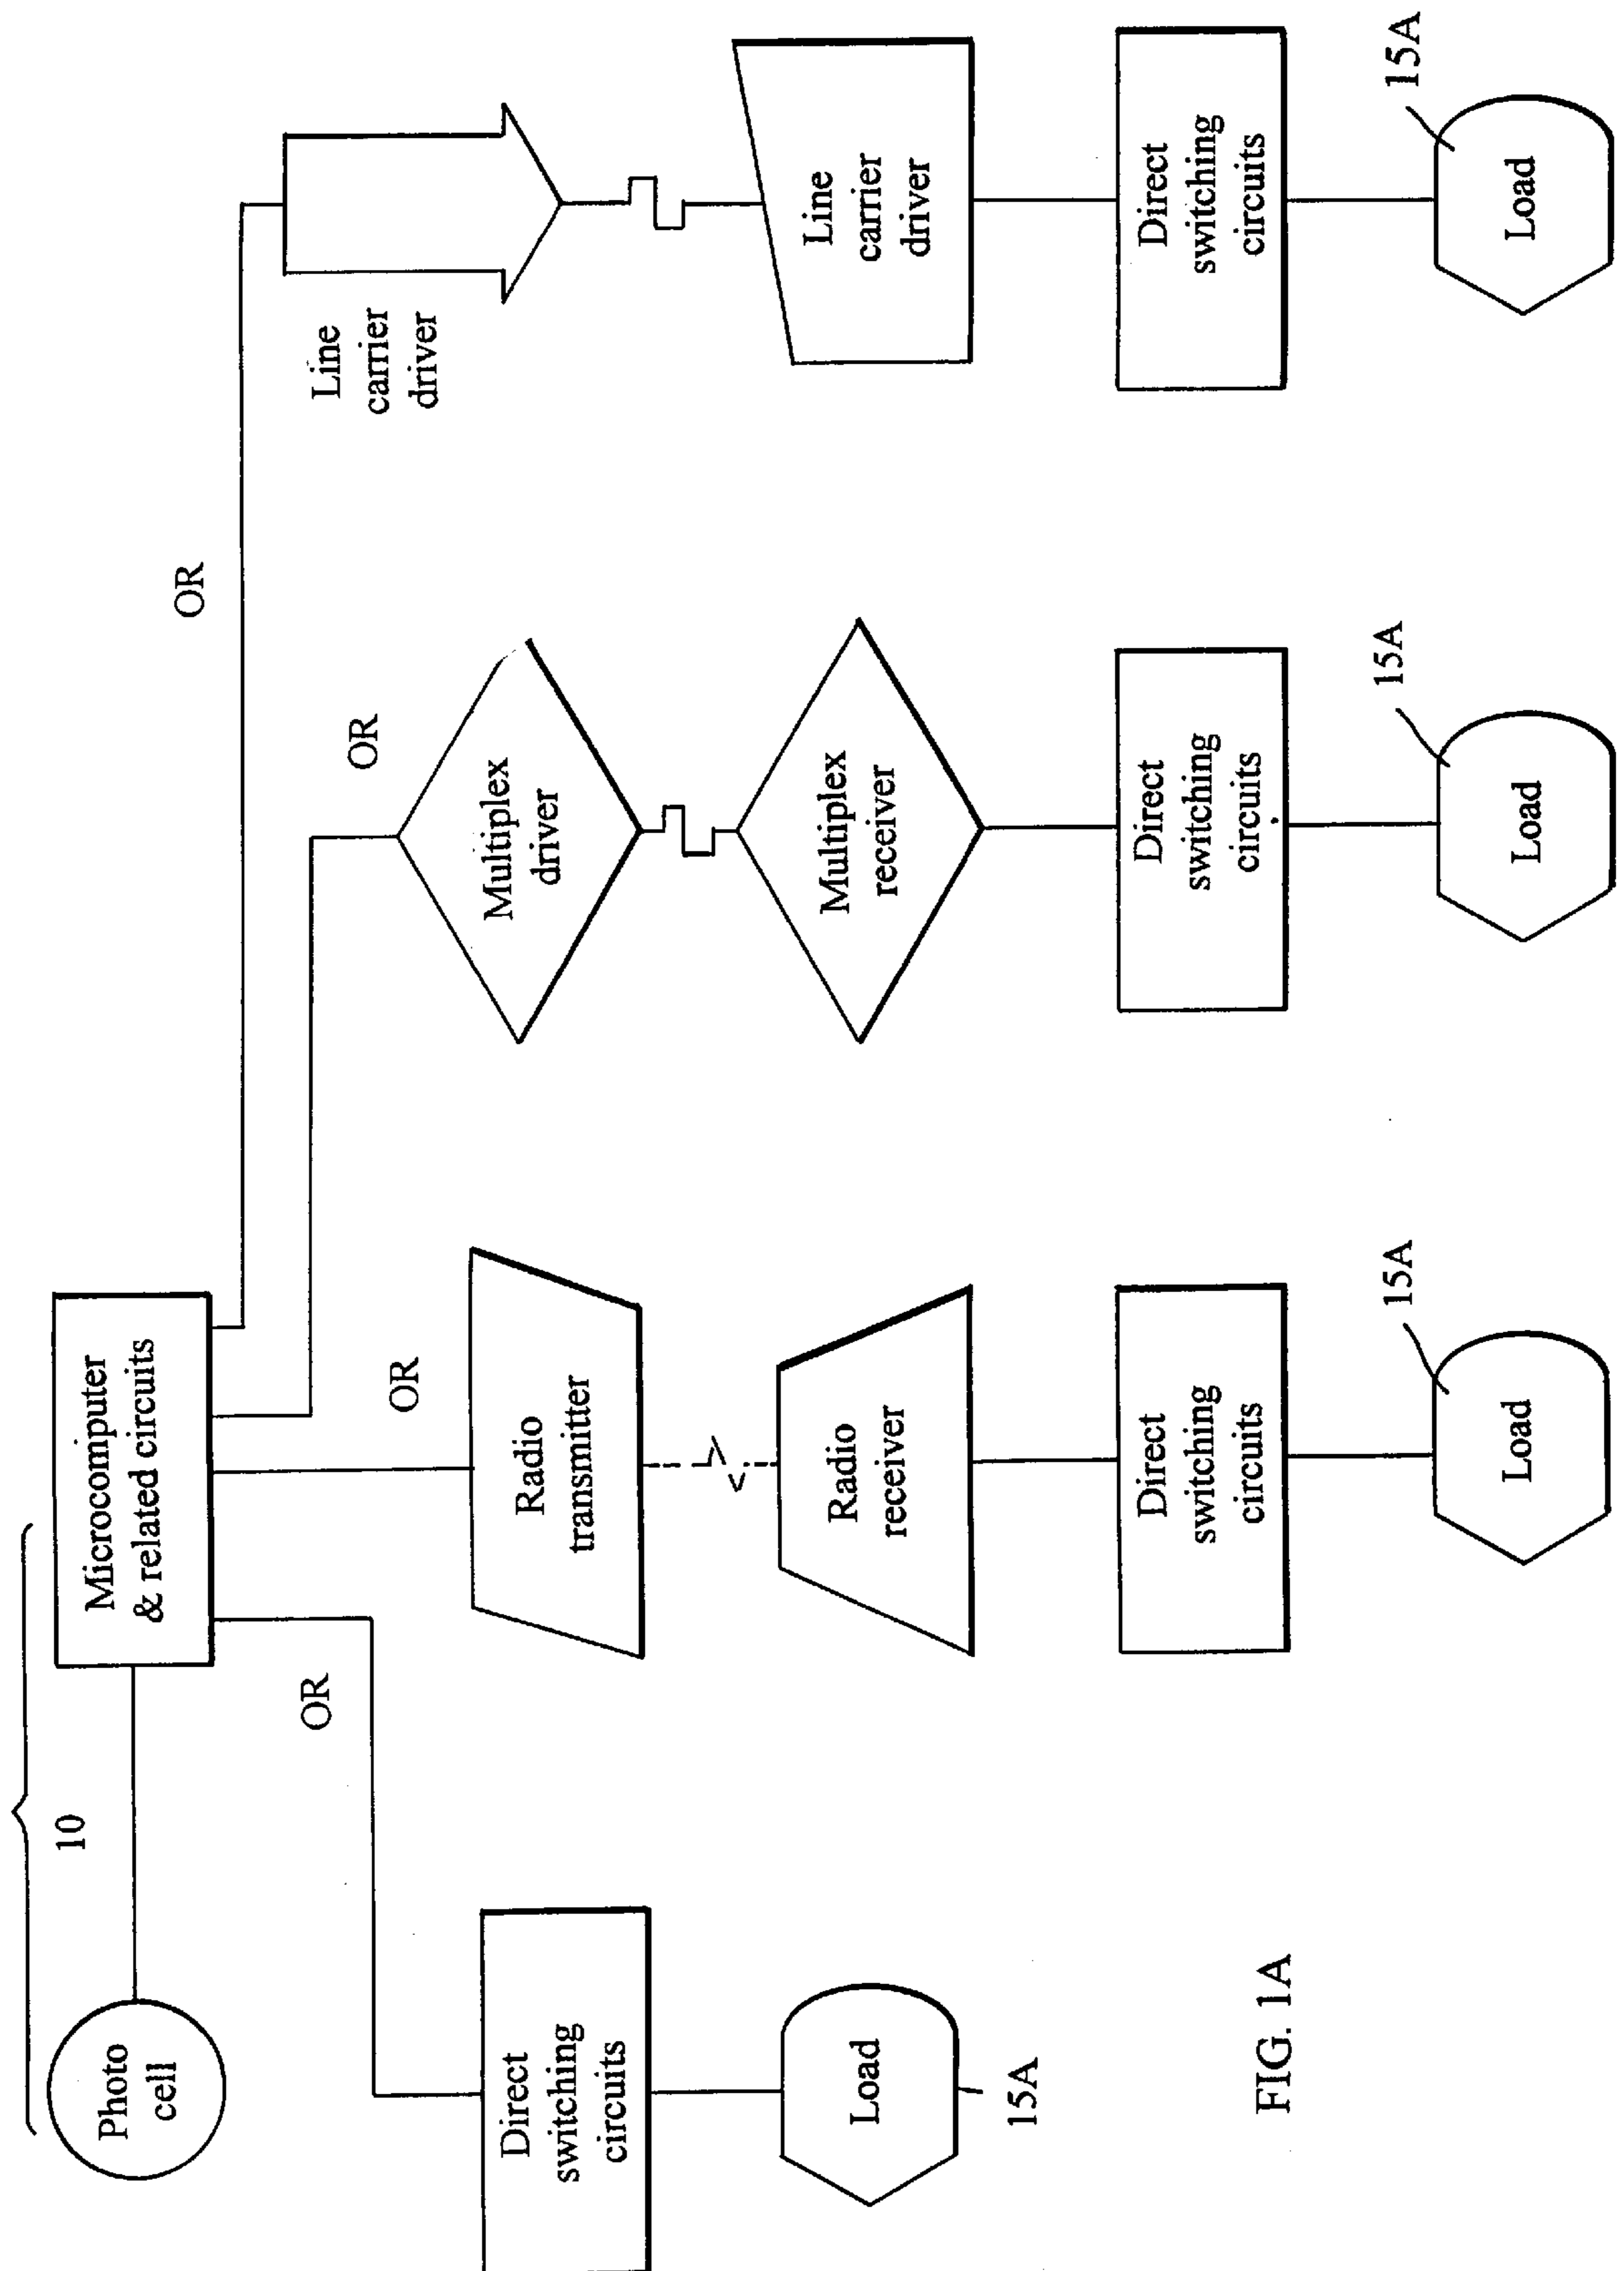 10
Photo
cell
Microcomputer
& related circuits
OR
OR
OR
OR
Direct
switching
circuits
Load
15A
Radio
transmitter
Radio
receiver
Direct
switching
circuits
Load
15A
Multiplex
driver
Multiplex
receiver
Direct
switching
circuits
Load
15A
Line
carrier
driver
Line
carrier
driver
Direct
switching
circuits
Load
15A
FIG. 1A